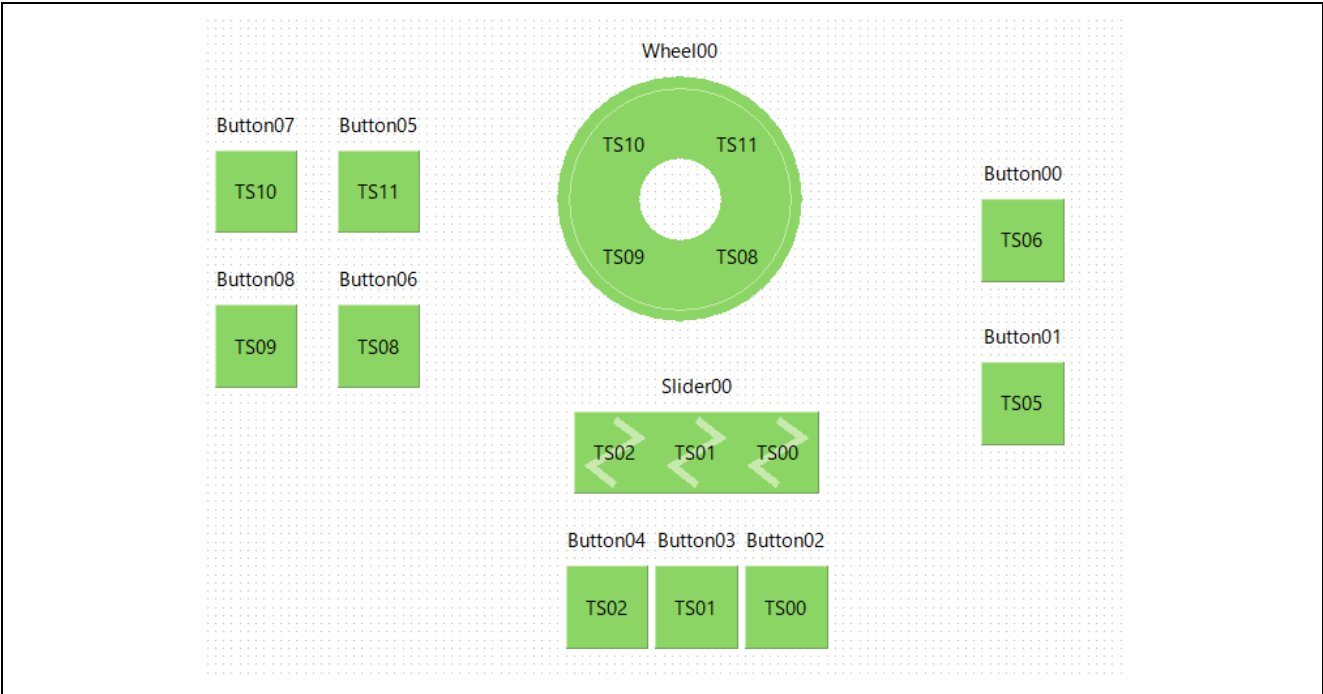 Wheel00
TS10 TS11
TS09 TS08
Button07 Button05
TS10 TS11
Button08 Button06
TS09 TS08
Button00
TS06
Button01
TS05
Slider00
TS02 TS01 TS00
Button04 Button03 Button02
TS02 TS01 TS00